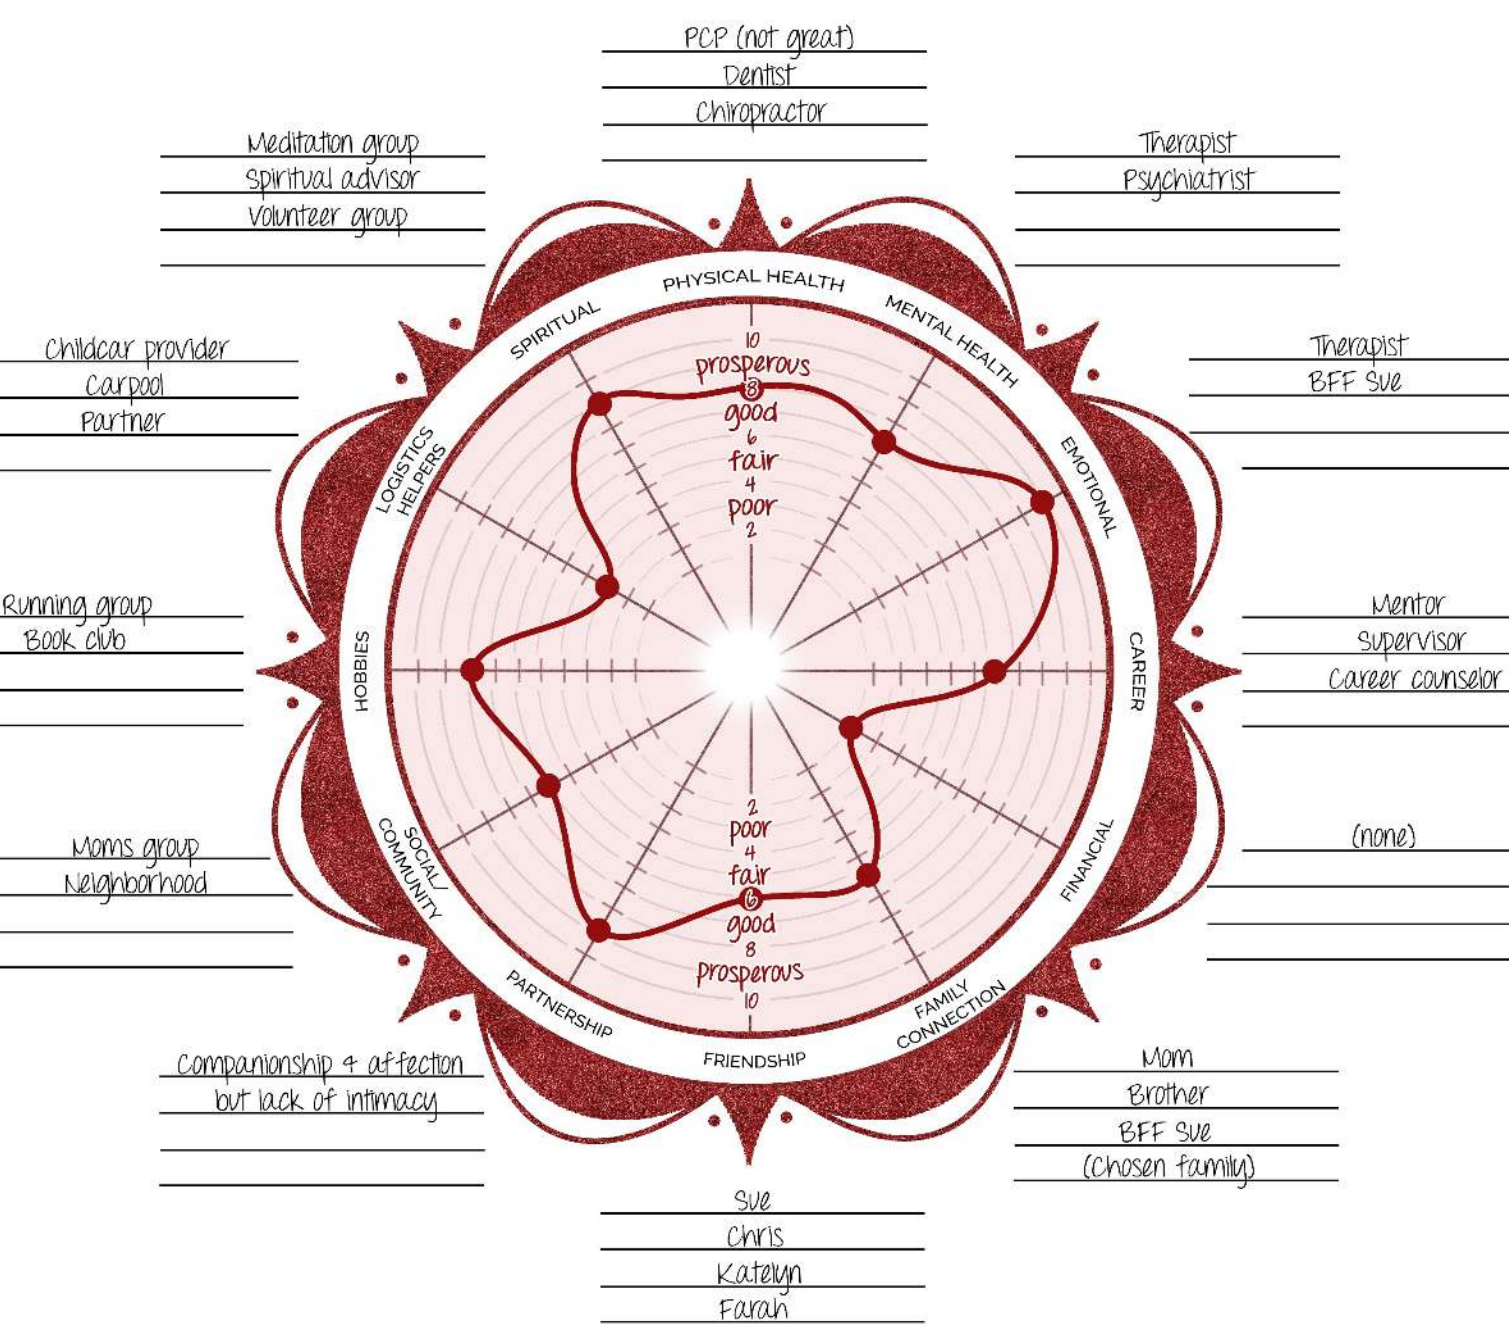 PCP (not great)
Dentist
Chiropractor
Meditation group
Spiritual advisor
Volunteer group
Therapist
Psychiatrist
Childcar provider
Carpool
Partner
Therapist
BFF Sue
Running group
Book club
Mentor
Supervisor
Career counselor
Moms group
Neighborhood
(none)
Companionship & affection
but lack of intimacy
Mom
Brother
BFF Sue
(Chosen family)
Sue
Chris
Katelyn
Farah
PHYSICAL HEALTH
MENTAL HEALTH
EMOTIONAL
CAREER
FINANCIAL
FAMILY
CONNECTION
FRIENDSHIP
PARTNERSHIP
SOCIAL/
COMMUNITY
HOBBIES
LOGISTICS
HELPERS
SPIRITUAL
10
prosperous
8
good
6
fair
4
poor
2
2
poor
4
fair
6
good
8
prosperous
10